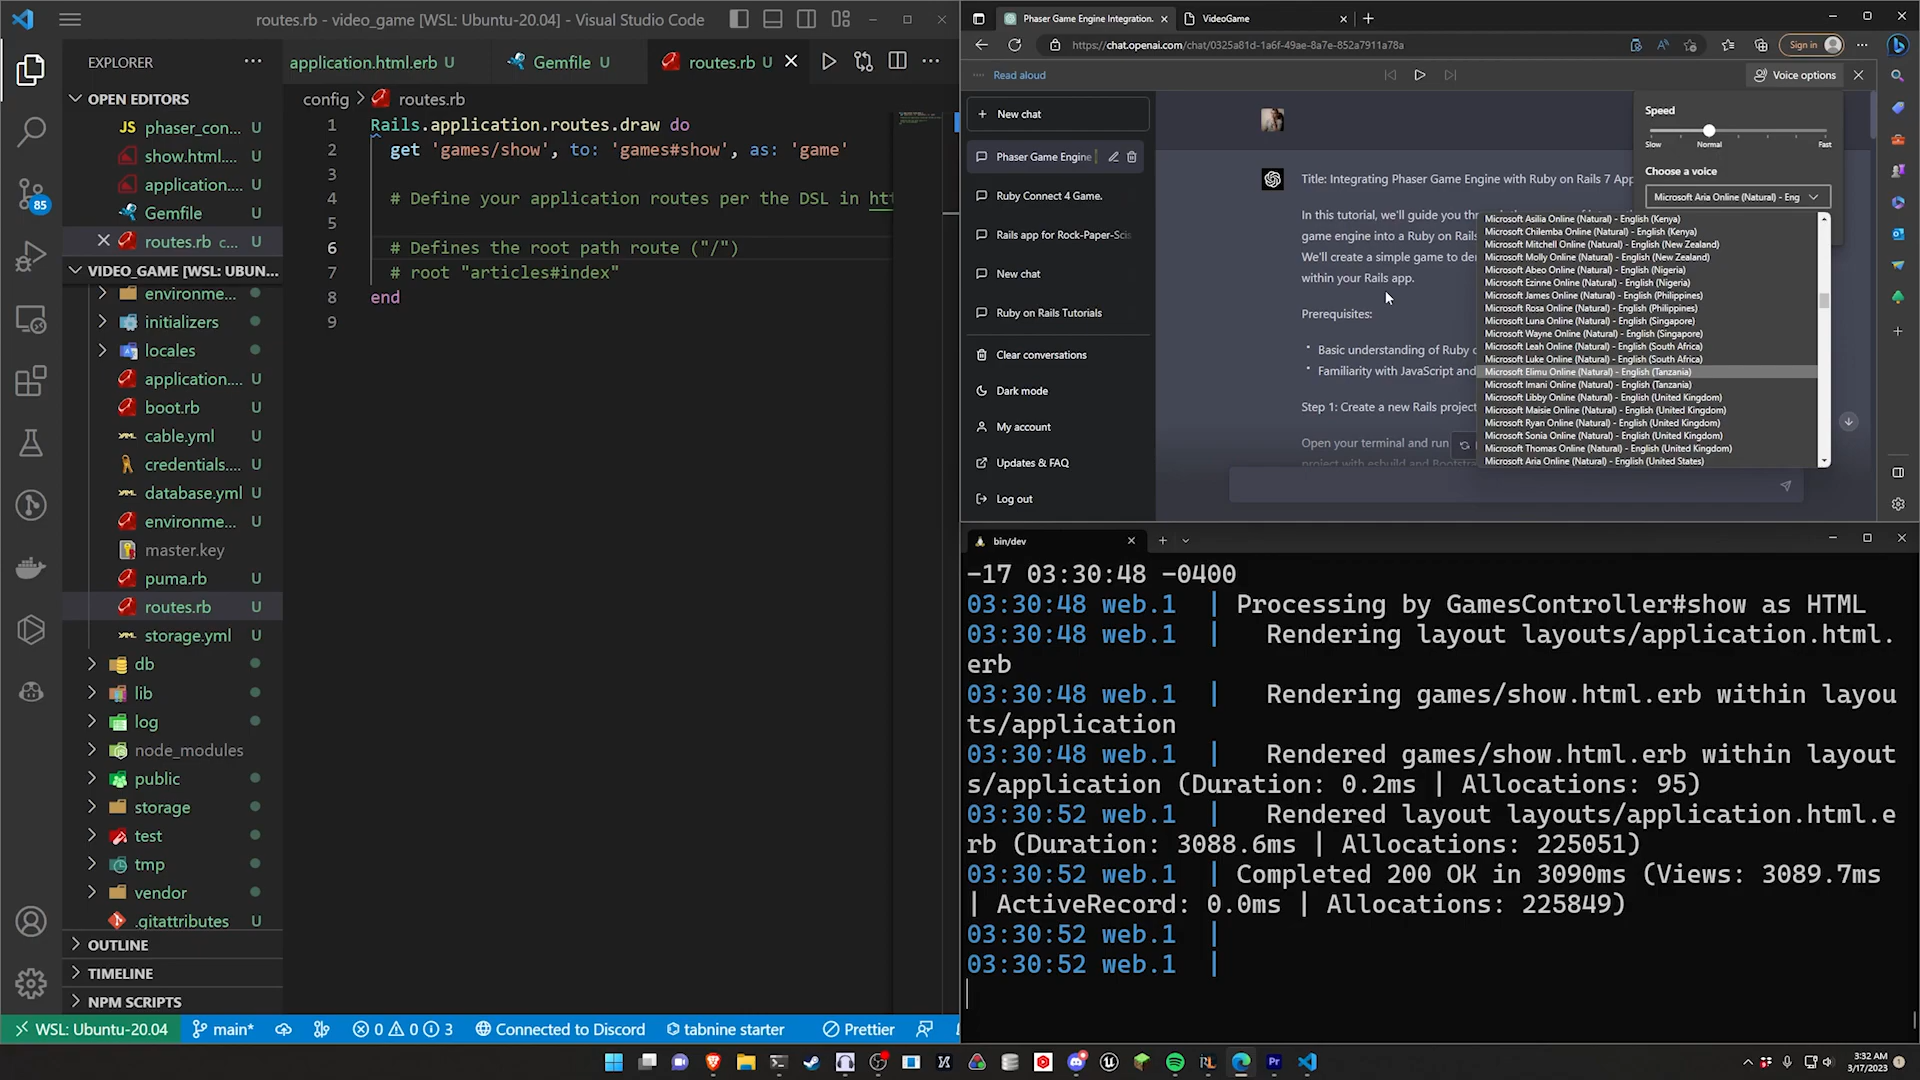 routes.rb - video_game [WSL: Ubuntu-20.04] - Visual Studio Code
EXPLORER
OPEN EDITORS
JS phaser_con... U
show.html.... U
application.... U
Gemfile U
routes.rb c... U
VIDEO_GAME [WSL: UBUN...
environme...
initializers
locales
application.... U
boot.rb U
cable.yml U
credentials.... U
database.yml U
environme... U
master.key
puma.rb U
routes.rb U
storage.yml U
db
lib
log
node_modules
public
storage
test
tmp
vendor
.gitattributes U
OUTLINE
TIMELINE
NPM SCRIPTS
85
application.html.erb U
Gemfile U
routes.rb U
config > routes.rb
1 Rails.application.routes.draw do
2 get 'games/show', to: 'games#show', as: 'game'
3
4 # Define your application routes per the DSL in htt
5
6 # Defines the root path route ("/")
7 # root "articles#index"
8 end
9
WSL: Ubuntu-20.04 main* 0 0 3 Connected to Discord tabnine starter Prettier
Phaser Game Engine Integration.
VideoGame
https://chat.openai.com/chat/0325a81d-1a6f-49ae-8a7e-852a7911a78a
Sign in
Read aloud
Voice options
New chat
Phaser Game Engine
Ruby Connect 4 Game.
Rails app for Rock-Paper-Scis
New chat
Ruby on Rails Tutorials
Clear conversations
Dark mode
My account
Updates & FAQ
Log out
Title: Integrating Phaser Game Engine with Ruby on Rails 7 App
In this tutorial, we'll guide you thr
game engine into a Ruby on Rails
We'll create a simple game to der
within your Rails app.
Prerequisites:
Basic understanding of Ruby
Familiarity with JavaScript and
Step 1: Create a new Rails project
Open your terminal and run
project with esbuild and Bootstra
Speed
Slow
Normal
Fast
Choose a voice
Microsoft Aria Online (Natural) - Eng
Microsoft Asilia Online (Natural) - English (Kenya)
Microsoft Chilemba Online (Natural) - English (Kenya)
Microsoft Mitchell Online (Natural) - English (New Zealand)
Microsoft Molly Online (Natural) - English (New Zealand)
Microsoft Abeo Online (Natural) - English (Nigeria)
Microsoft Ezinne Online (Natural) - English (Nigeria)
Microsoft James Online (Natural) - English (Philippines)
Microsoft Rosa Online (Natural) - English (Philippines)
Microsoft Luna Online (Natural) - English (Singapore)
Microsoft Wayne Online (Natural) - English (Singapore)
Microsoft Leah Online (Natural) - English (South Africa)
Microsoft Luke Online (Natural) - English (South Africa)
Microsoft Elimu Online (Natural) - English (Tanzania)
Microsoft Imani Online (Natural) - English (Tanzania)
Microsoft Libby Online (Natural) - English (United Kingdom)
Microsoft Maisie Online (Natural) - English (United Kingdom)
Microsoft Ryan Online (Natural) - English (United Kingdom)
Microsoft Sonia Online (Natural) - English (United Kingdom)
Microsoft Thomas Online (Natural) - English (United Kingdom)
Microsoft Aria Online (Natural) - English (United States)
bin/dev
-17 03:30:48 -0400
03:30:48 web.1 | Processing by GamesController#show as HTML
03:30:48 web.1 | Rendering layout layouts/application.html.
erb
03:30:48 web.1 | Rendering games/show.html.erb within layou
ts/application
03:30:48 web.1 | Rendered games/show.html.erb within layout
s/application (Duration: 0.2ms | Allocations: 95)
03:30:52 web.1 | Rendered layout layouts/application.html.e
rb (Duration: 3088.6ms | Allocations: 225051)
03:30:52 web.1 | Completed 200 OK in 3090ms (Views: 3089.7ms
| ActiveRecord: 0.0ms | Allocations: 225849)
03:30:52 web.1 |
03:30:52 web.1 |
3:32 AM
3/17/2023